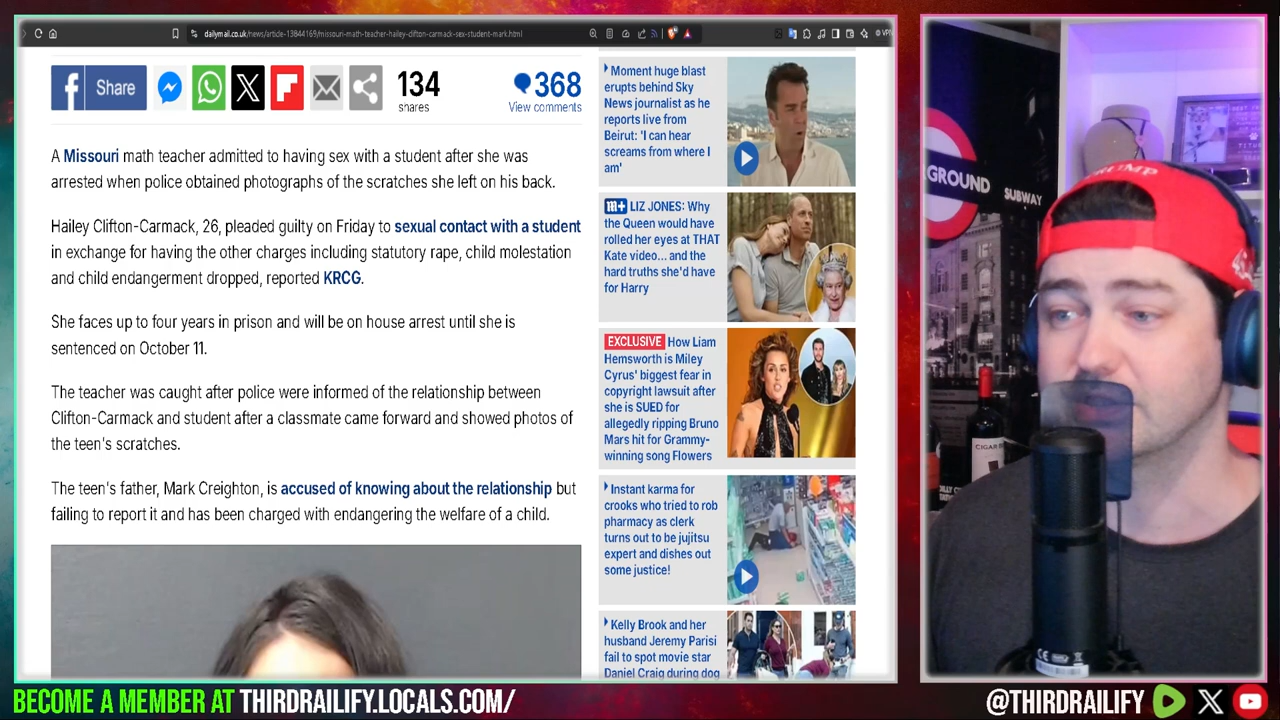 dailymail.co.uk/news/article-13844169/missouri-math-teacher-hailey-clifton-carmack-sex-student-mark.html
VPN
f Share
134
shares
368
View comments
A Missouri math teacher admitted to having sex with a student after she was
arrested when police obtained photographs of the scratches she left on his back.
Hailey Clifton-Carmack, 26, pleaded guilty on Friday to sexual contact with a student
in exchange for having the other charges including statutory rape, child molestation
and child endangerment dropped, reported KRCG.
She faces up to four years in prison and will be on house arrest until she is
sentenced on October 11.
The teacher was caught after police were informed of the relationship between
Clifton-Carmack and student after a classmate came forward and showed photos of
the teen's scratches.
The teen's father, Mark Creighton, is accused of knowing about the relationship but
failing to report it and has been charged with endangering the welfare of a child.
Moment huge blast
erupts behind Sky
News journalist as he
reports live from
Beirut: 'I can hear
screams from where I
am'
M+ LIZ JONES: Why
the Queen would have
rolled her eyes at THAT
Kate video... and the
hard truths she'd have
for Harry
EXCLUSIVE How Liam
Hemsworth is Miley
Cyrus' biggest fear in
copyright lawsuit after
she is SUED for
allegedly ripping Bruno
Mars hit for Grammy-
winning song Flowers
Instant karma for
crooks who tried to rob
pharmacy as clerk
turns out to be jujitsu
expert and dishes out
some justice!
Kelly Brook and her
husband Jeremy Parisi
fail to spot movie star
Daniel Craig during dog
GROUND
SUBWAY
TRUMP
CIGAR B
BECOME A MEMBER AT THIRDRAILIFY.LOCALS.COM/
@THIRDRAILIFY